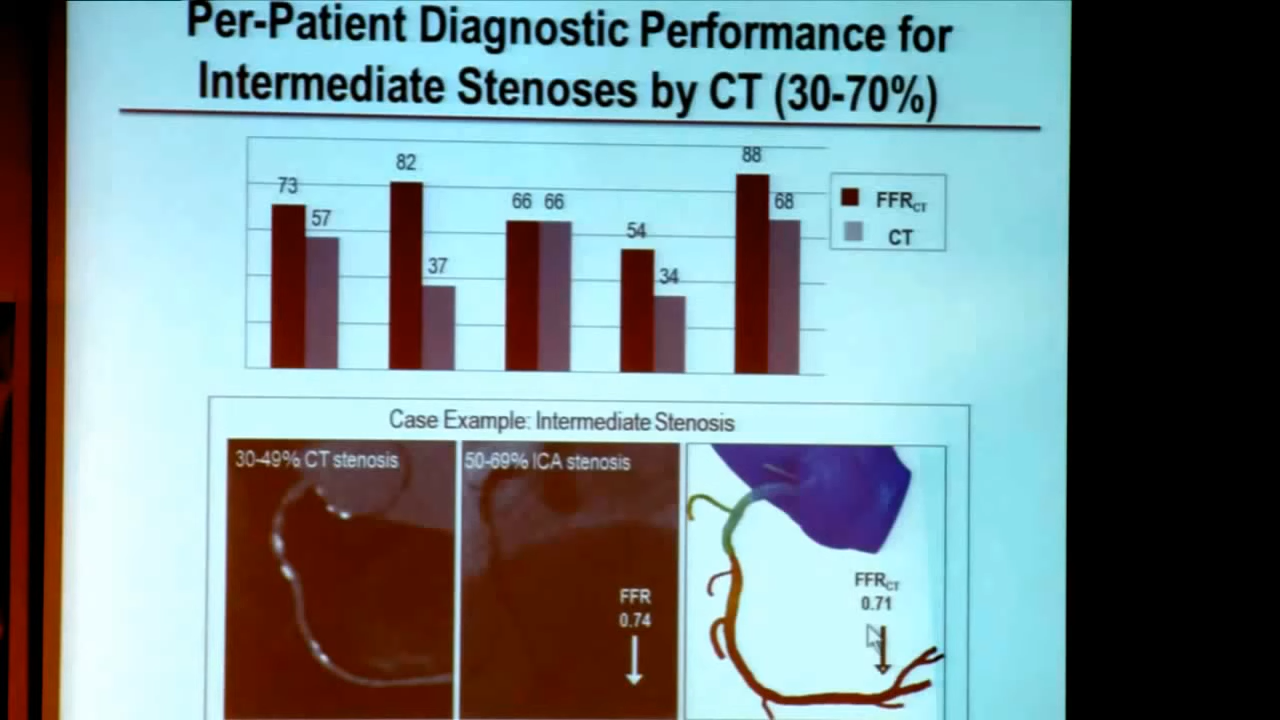 Per-Patient Diagnostic Performance for
Intermediate Stenoses by CT (30-70%)
73
57
82
37
66
66
54
34
88
68
FFRCT
CT
Case Example: Intermediate Stenosis
30-49% CT stenosis
50-69% ICA stenosis
FFR
0.74
FFRCT
0.71